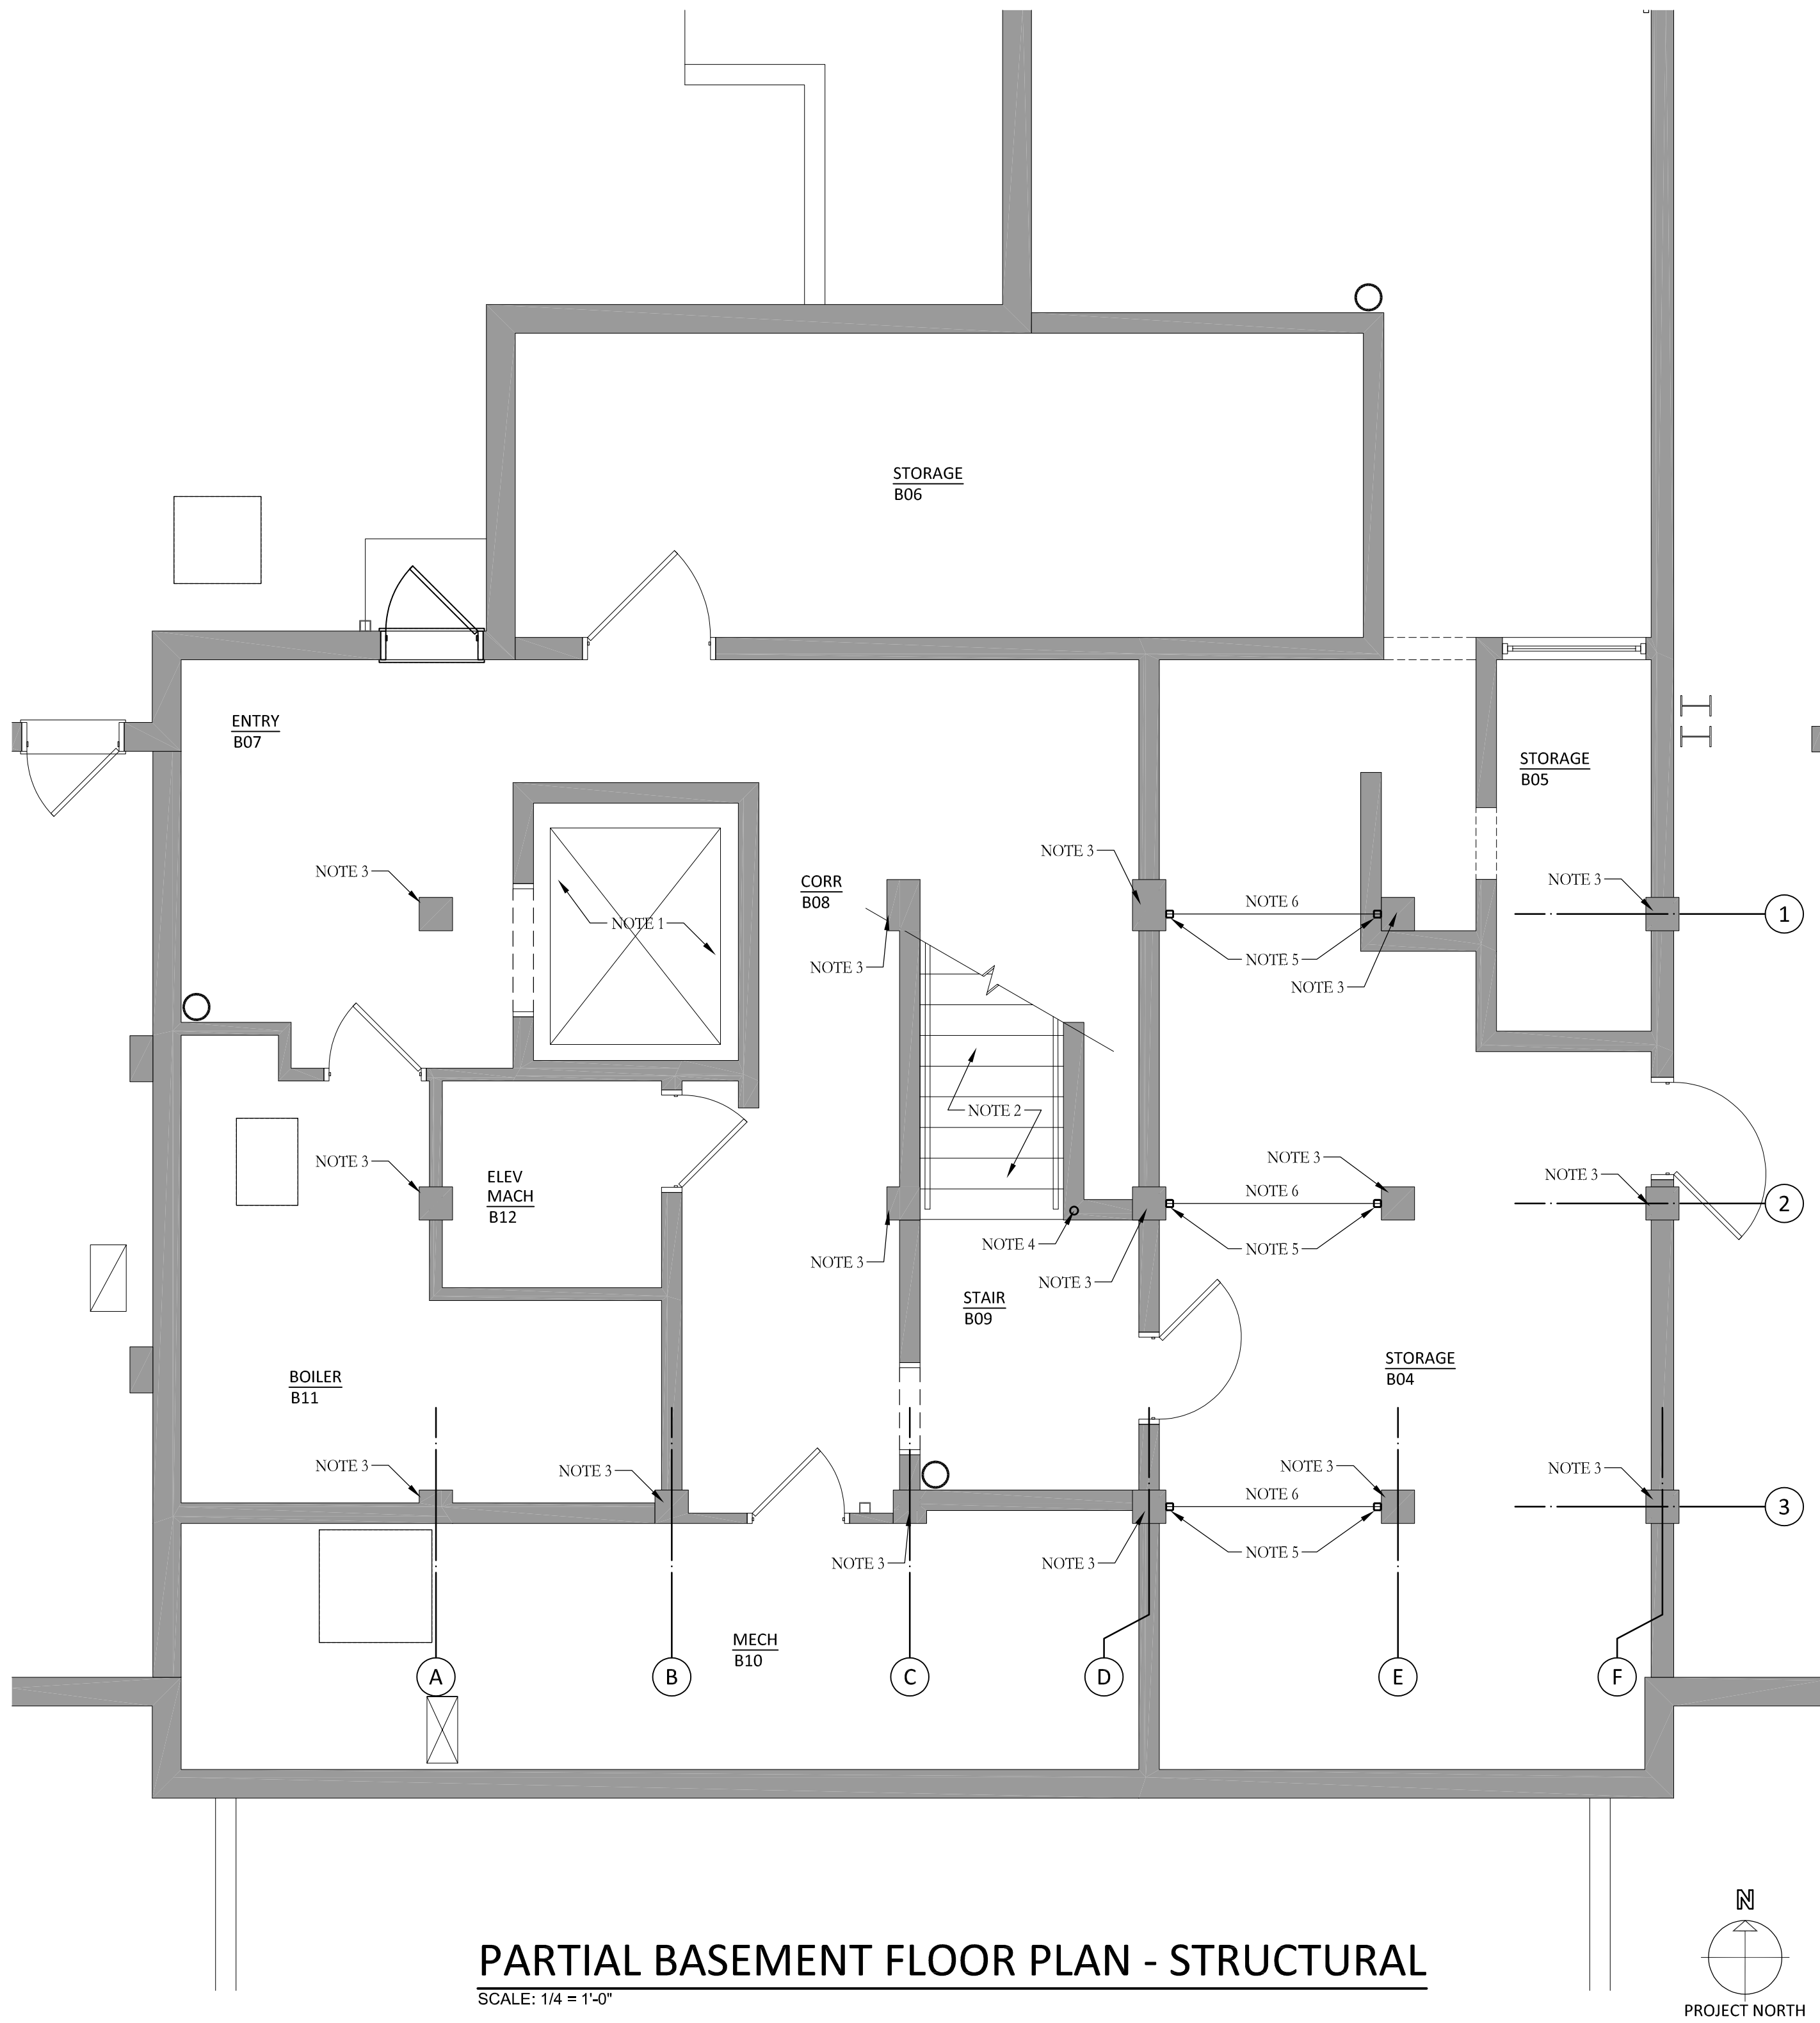 STORAGE
B06
ENTRY
B07
STORAGE
B05
NOTE 3
NOTE 3
CORR
B08
NOTE 3
NOTE 6
NOTE 1
1
NOTE 3
NOTE 5
NOTE 3
NOTE 2
NOTE 3
NOTE 3
ELEV
MACH
B12
NOTE 3
NOTE 6
2
NOTE 4
NOTE 5
NOTE 3
NOTE 3
STAIR
B09
STORAGE
B04
BOILER
B11
NOTE 3
NOTE 3
NOTE 3
NOTE 3
NOTE 6
3
NOTE 3
NOTE 3
NOTE 5
MECH
B10
A
B
C
D
E
F
N
PARTIAL BASEMENT FLOOR PLAN - STRUCTURAL
SCALE: 1/4 = 1'-0"
PROJECT NORTH